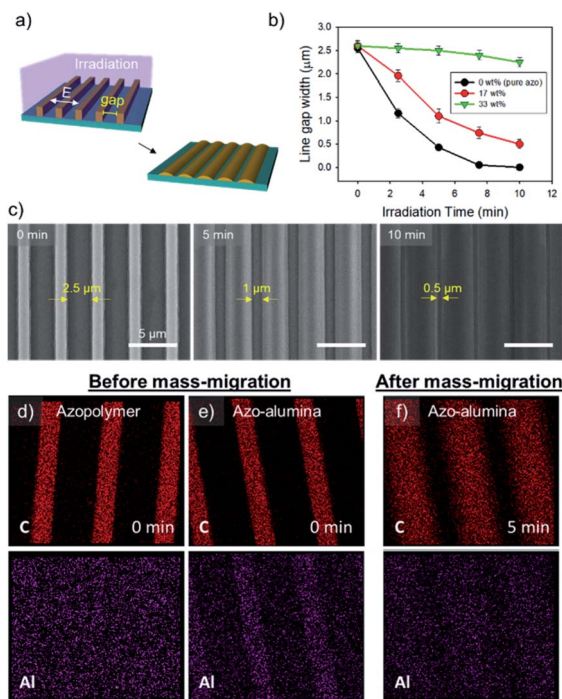 a)
Irradiation
E
gap
b)
Line gap width (μm)
3.0
2.5
2.0
1.5
1.0
0.5
0.0
0 wt% (pure azo)
17 wt%
33 wt%
0 2 4 6 8 10 12
Irradiation Time (min)
c)
0 min
2.5 μm
5 μm
5 min
1 μm
10 min
0.5 μm
Before mass-migration
After mass-migration
d) Azopolymer
C 0 min
e) Azo-alumina
C 0 min
f) Azo-alumina
C 5 min
Al
Al
Al